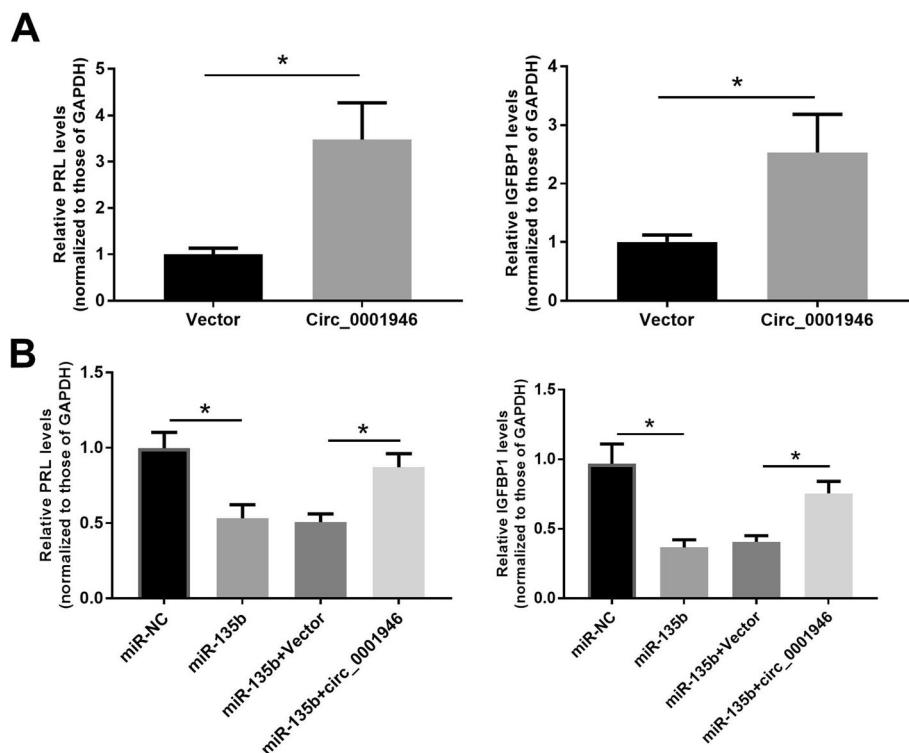 A
Relative PRL levels
(normalized to those of GAPDH)
5
4
3
2
1
0
*
Vector
Circ_0001946
Relative IGFBP1 levels
(normalized to those of GAPDH)
4
3
2
1
0
*
Vector
Circ_0001946
B
Relative PRL levels
(normalized to those of GAPDH)
1.5
1.0
0.5
0.0
*
*
miR-NC
miR-135b
miR-135b+Vector
miR-135b+circ_0001946
Relative IGFBP1 levels
(normalized to those of GAPDH)
1.5
1.0
0.5
0.0
*
*
miR-NC
miR-135b
miR-135b+Vector
miR-135b+circ_0001946